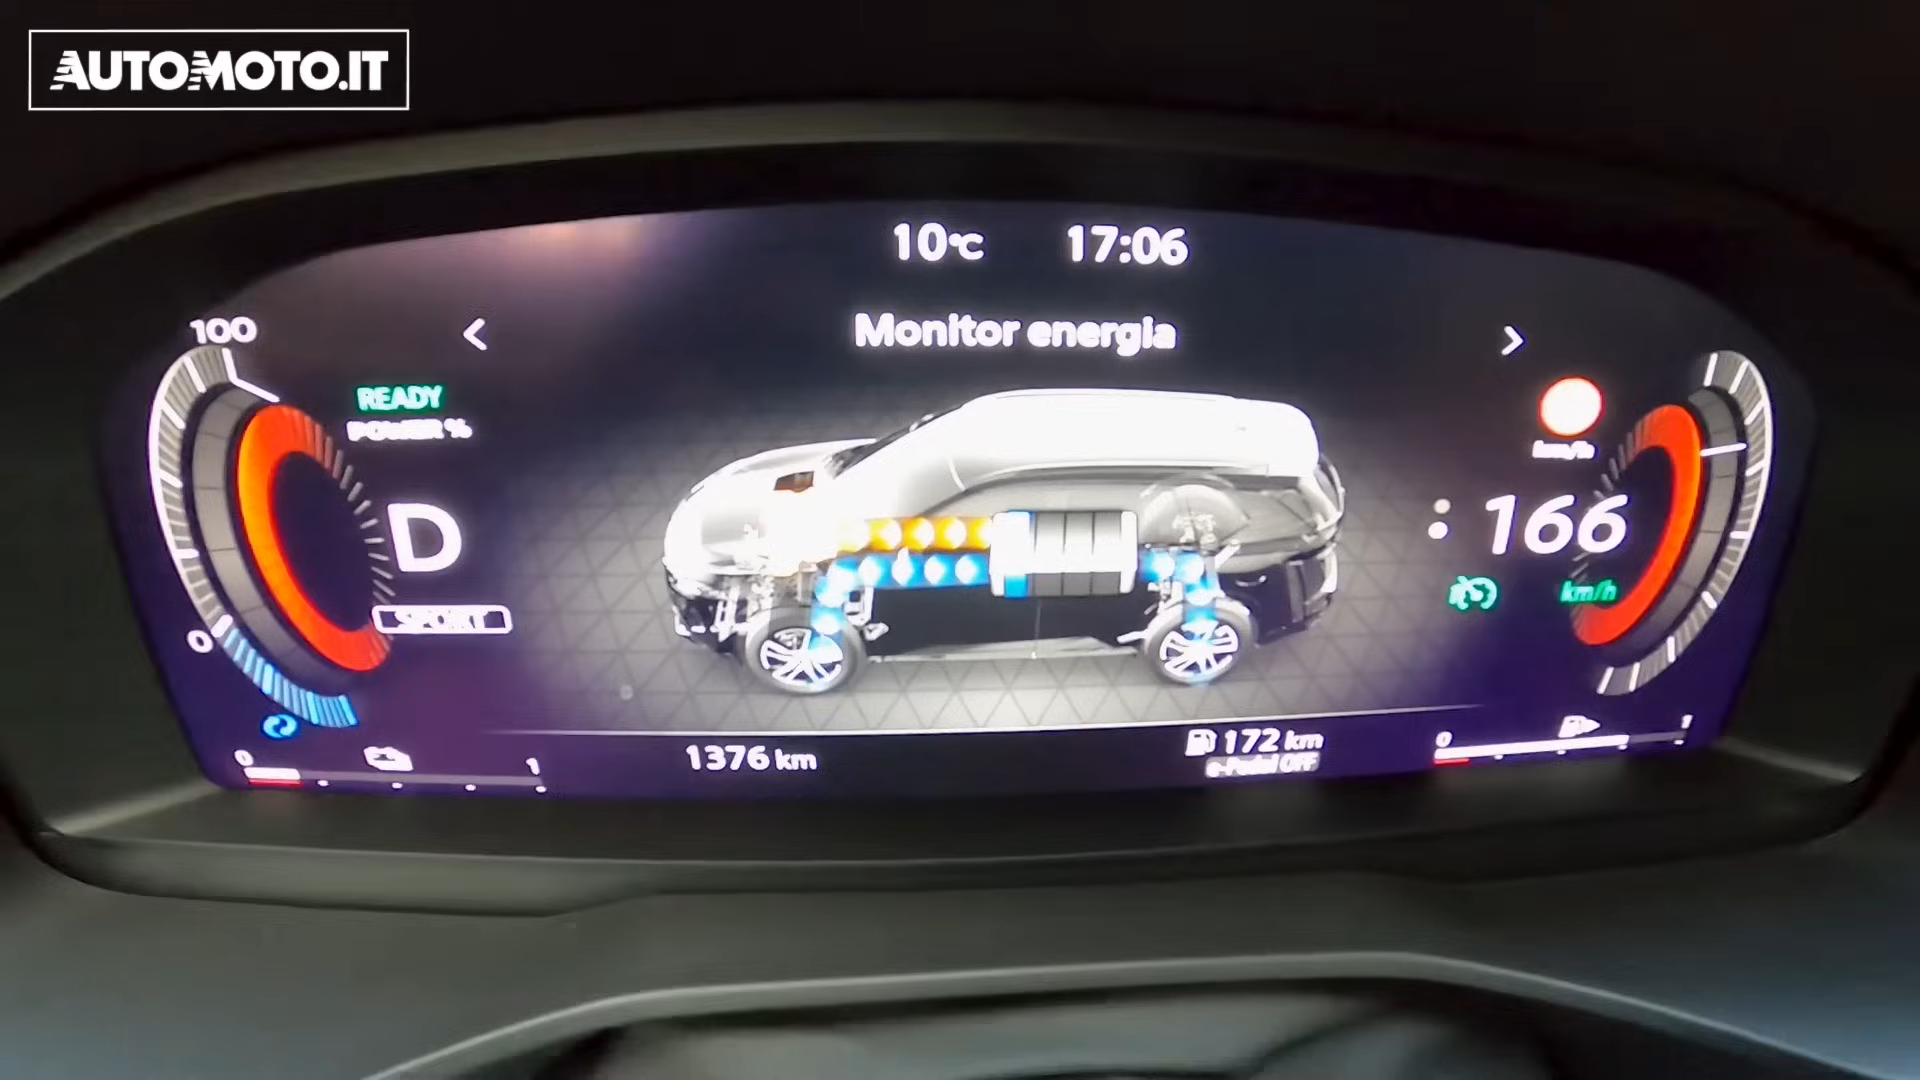 AUTOMOTO.IT
10°C 17:06
< Monitor energia >
100
READY
POWER %
km/h
D
166
SPORT
km/h
0
0 1
1376 km
172 km
e-Pedal OFF
0 1